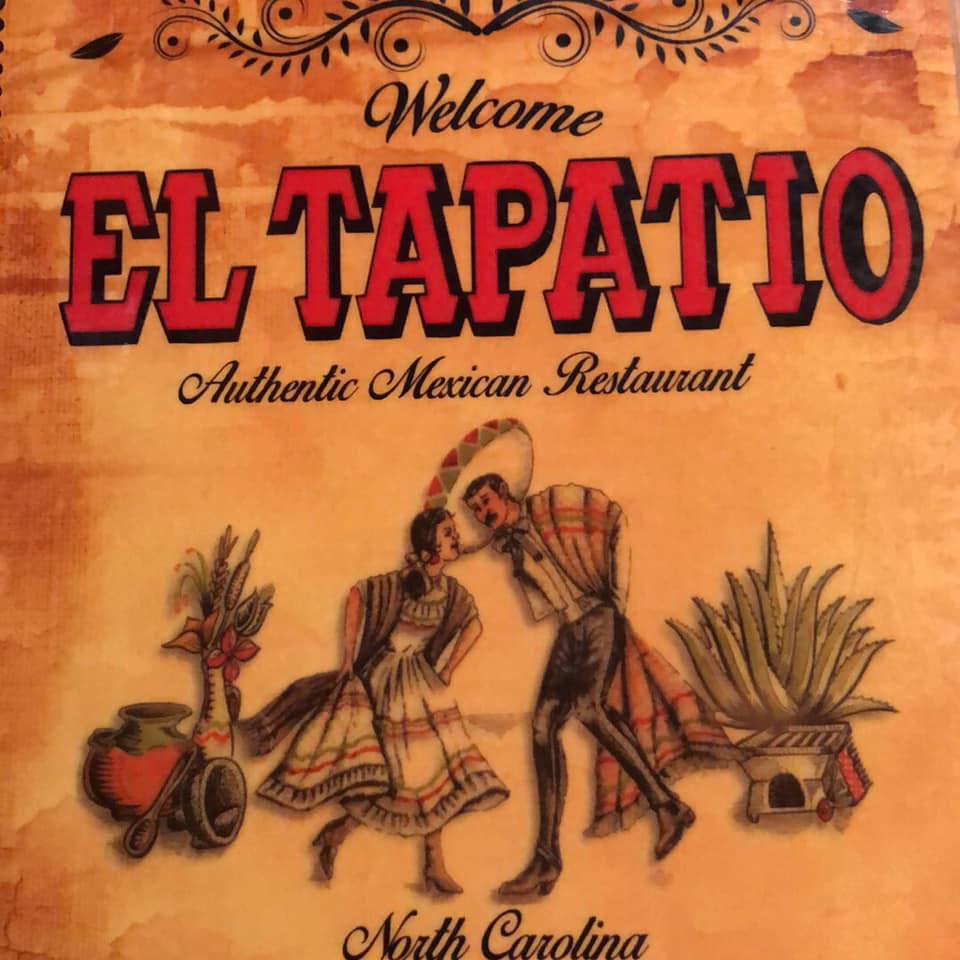 Welcome
EL TAPATIO
Authentic Mexican Restaurant
North Carolina